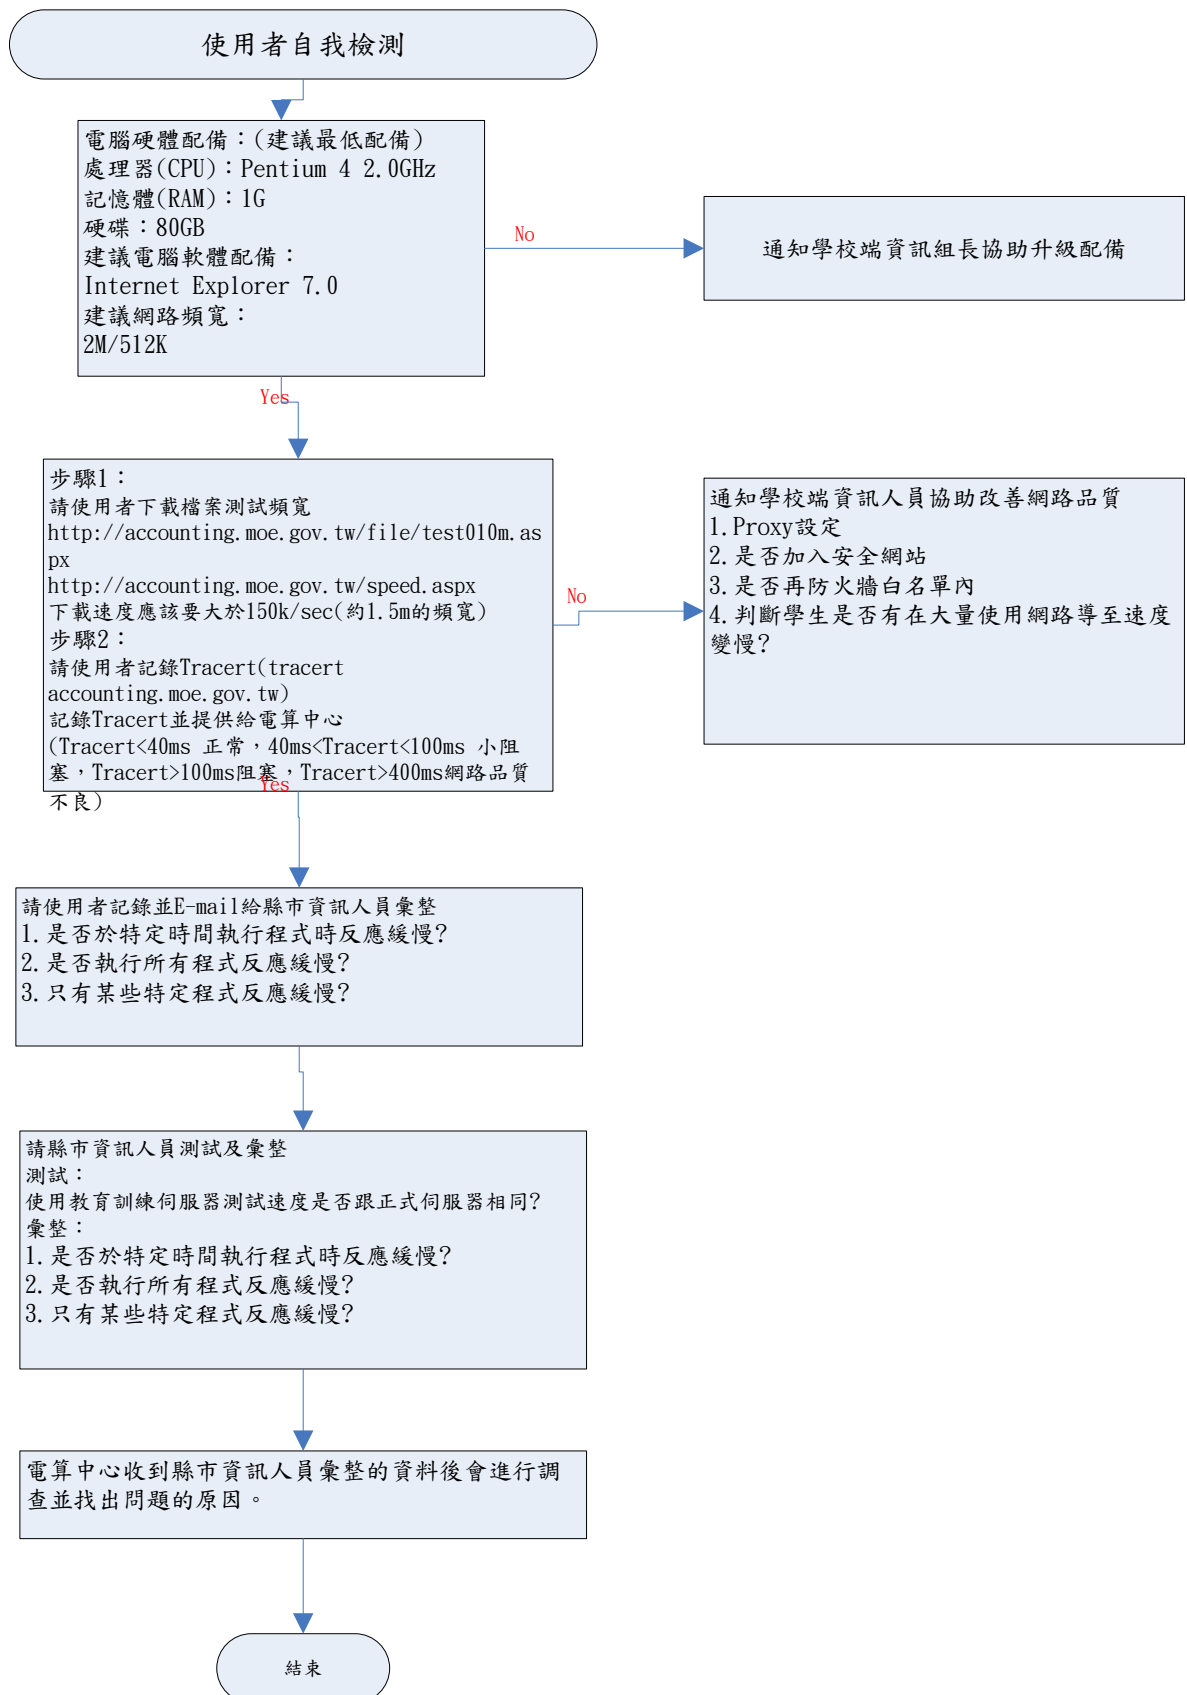 使用者自我檢測
電腦硬體配備：(建議最低配備)
處理器(CPU)：Pentium 4 2.0GHz
記憶體(RAM)：1G
硬碟：80GB
建議電腦軟體配備：
Internet Explorer 7.0
建議網路頻寬：
2M/512K
No
通知學校端資訊組長協助升級配備
Yes
步驟1：
請使用者下載檔案測試頻寬
http://accounting.moe.gov.tw/file/test010m.as
px
http://accounting.moe.gov.tw/speed.aspx
下載速度應該要大於150k/sec(約1.5m的頻寬)
步驟2：
請使用者記錄Tracert(tracert
accounting.moe.gov.tw)
記錄Tracert並提供給電算中心
(Tracert<40ms 正常，40ms<Tracert<100ms 小阻
塞，Tracert>100ms阻塞，Tracert>400ms網路品質
不良)
No
通知學校端資訊人員協助改善網路品質
1.Proxy設定
2.是否加入安全網站
3.是否再防火牆白名單內
4.判斷學生是否有在大量使用網路導至速度
變慢?
Yes
請使用者記錄並E-mail給縣市資訊人員彙整
1.是否於特定時間執行程式時反應緩慢?
2.是否執行所有程式反應緩慢?
3.只有某些特定程式反應緩慢?
請縣市資訊人員測試及彙整
測試：
使用教育訓練伺服器測試速度是否跟正式伺服器相同?
彙整：
1.是否於特定時間執行程式時反應緩慢?
2.是否執行所有程式反應緩慢?
3.只有某些特定程式反應緩慢?
電算中心收到縣市資訊人員彙整的資料後會進行調
查並找出問題的原因。
結束